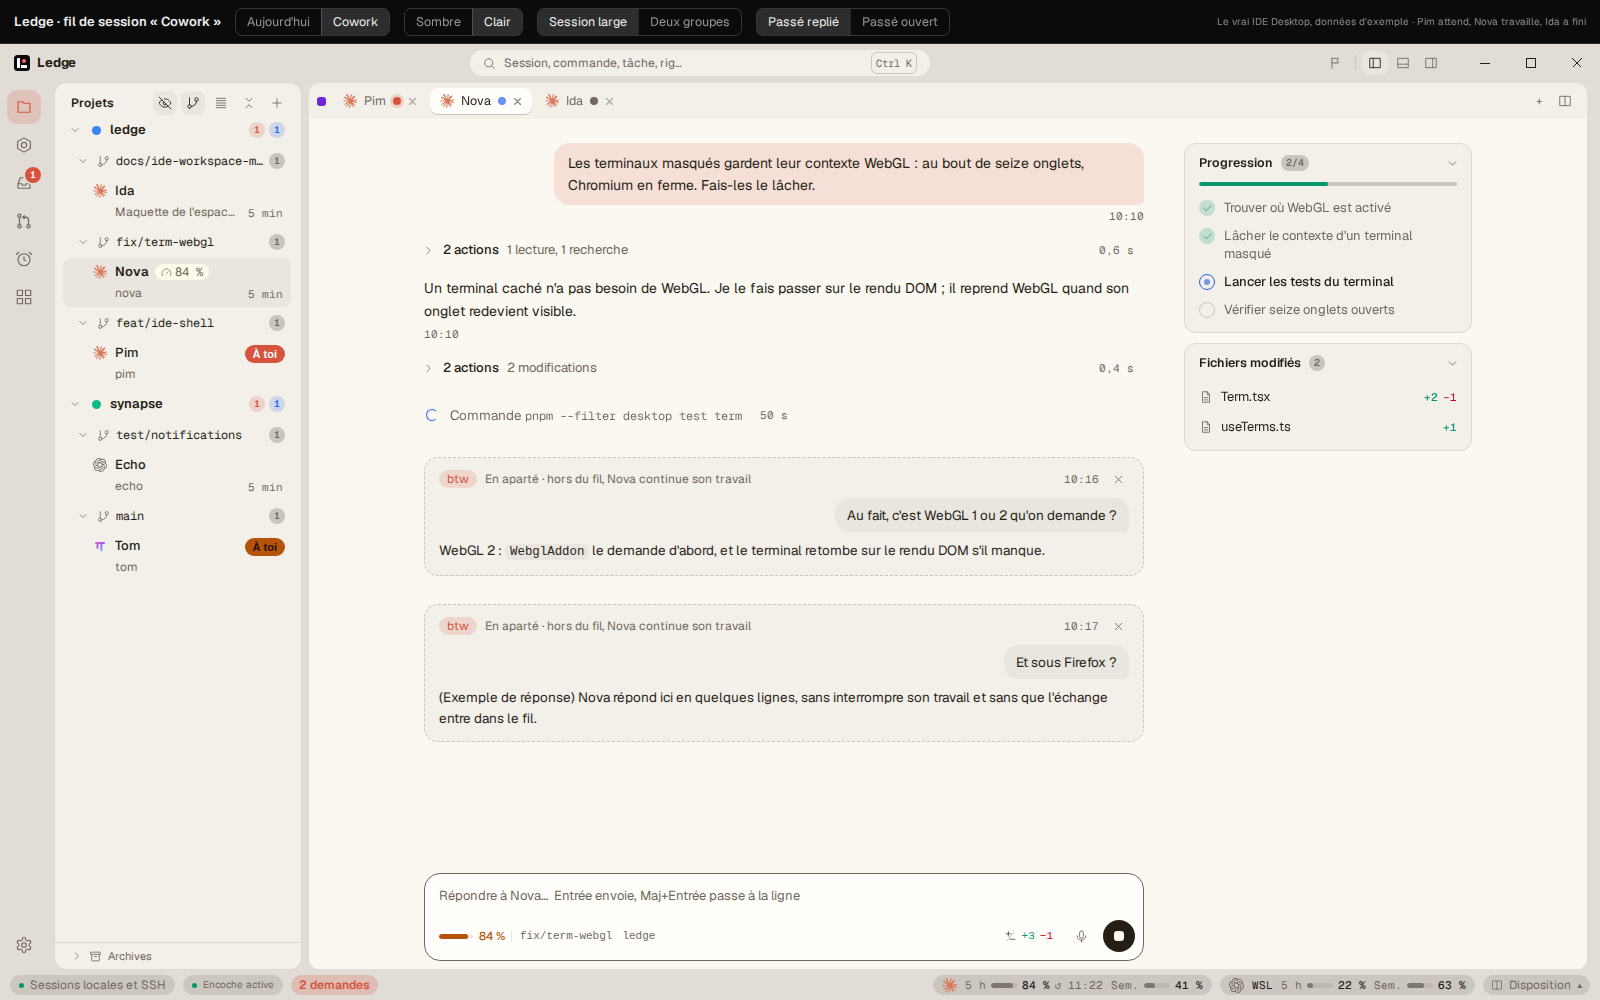 Ledge · fil de session « Cowork » Aujourd'hui Cowork Sombre Clair Session large Deux groupes Passé replié Passé ouvert Le vrai IDE Desktop, données d'exemple · Pim attend, Nova travaille, Ida a fini
Ledge Session, commande, tâche, rig… Ctrl K
Projets
ledge 1 1
docs/ide-workspace-m… 1
Ida
Maquette de l'espac… 5 min
fix/term-webgl 1
Nova 84 %
nova 5 min
feat/ide-shell 1
Pim À toi
pim
synapse 1 1
test/notifications 1
Echo
echo 5 min
main 1
Tom À toi
tom
Archives
1
Pim Nova Ida
Les terminaux masqués gardent leur contexte WebGL : au bout de seize onglets,
Chromium en ferme. Fais-les le lâcher.
10:10
2 actions 1 lecture, 1 recherche 0,6 s
Un terminal caché n'a pas besoin de WebGL. Je le fais passer sur le rendu DOM ; il reprend WebGL quand son
onglet redevient visible.
10:10
2 actions 2 modifications 0,4 s
Commande pnpm --filter desktop test term 50 s
btw En aparté · hors du fil, Nova continue son travail 10:16
Au fait, c'est WebGL 1 ou 2 qu'on demande ?
WebGL 2 : WebglAddon le demande d'abord, et le terminal retombe sur le rendu DOM s'il manque.
btw En aparté · hors du fil, Nova continue son travail 10:17
Et sous Firefox ?
(Exemple de réponse) Nova répond ici en quelques lignes, sans interrompre son travail et sans que l'échange
entre dans le fil.
Répondre à Nova… Entrée envoie, Maj+Entrée passe à la ligne
84 % fix/term-webgl ledge +3 −1
Progression 2/4
Trouver où WebGL est activé
Lâcher le contexte d'un terminal
masqué
Lancer les tests du terminal
Vérifier seize onglets ouverts
Fichiers modifiés 2
Term.tsx +2 −1
useTerms.ts +1
Sessions locales et SSH Encoche active 2 demandes 5 h 84 % ↺ 11:22 Sem. 41 % WSL 5 h 22 % Sem. 63 % Disposition